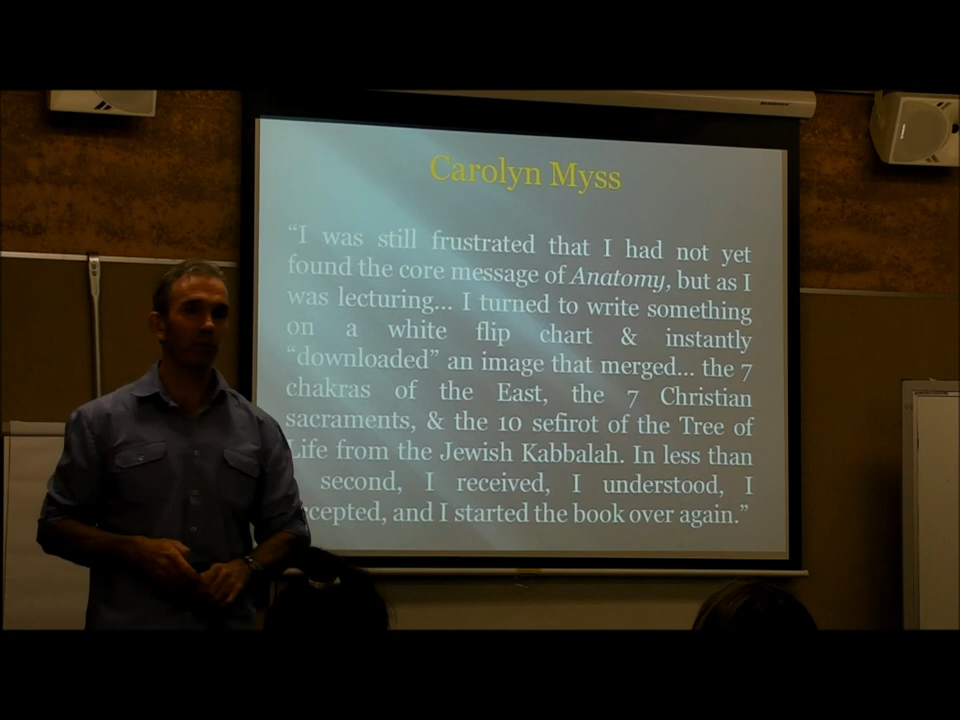 Carolyn Myss
“I was still frustrated that I had not yet
found the core message of Anatomy, but as I
was lecturing... I turned to write something
on a white flip chart & instantly
“downloaded” an image that merged... the 7
chakras of the East, the 7 Christian
sacraments, & the 10 sefirot of the Tree of
Life from the Jewish Kabbalah. In less than
second, I received, I understood, I
ccepted, and I started the book over again.”